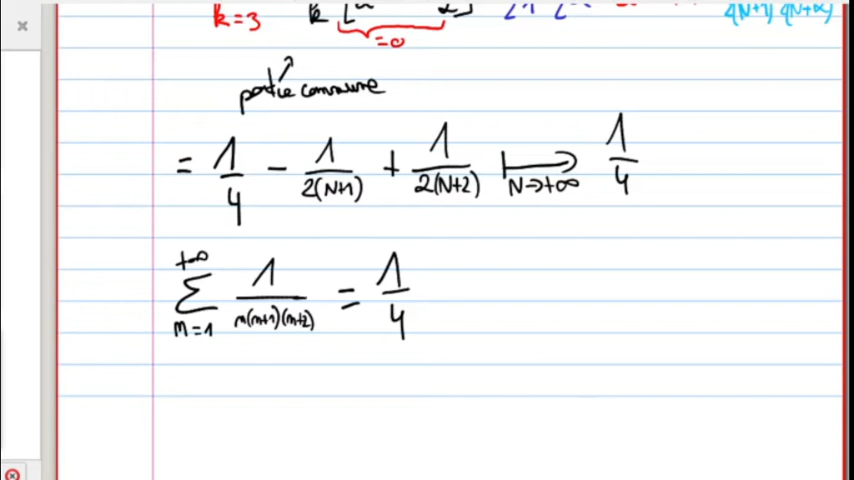 k=3 k
=0
partie commune
= 1/4 - 1/2(N+1) + 1/2(N+2) ⟼ N→+∞ 1/4
+∞ Σ n=1 1/n(n+1)(n+2) = 1/4